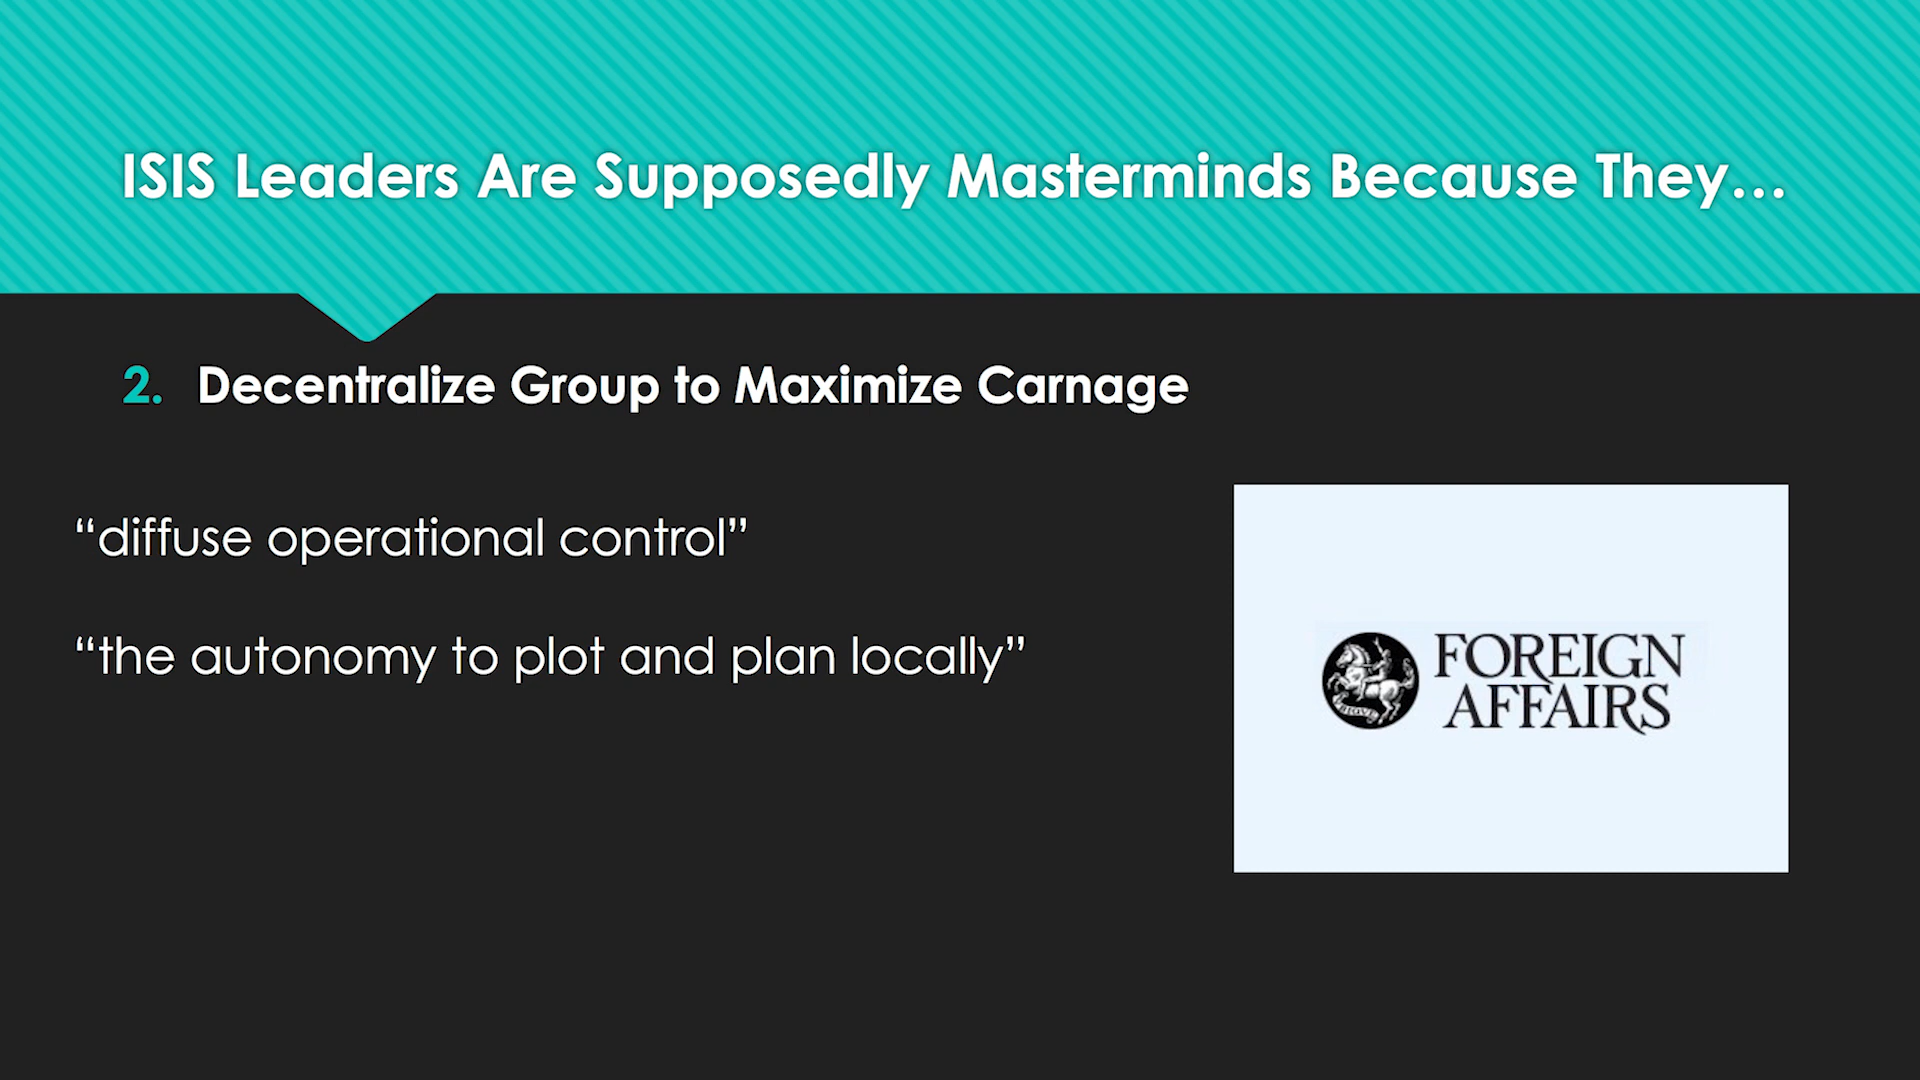 ISIS Leaders Are Supposedly Masterminds Because They…
2. Decentralize Group to Maximize Carnage
“diffuse operational control”
“the autonomy to plot and plan locally”
FOREIGN
AFFAIRS